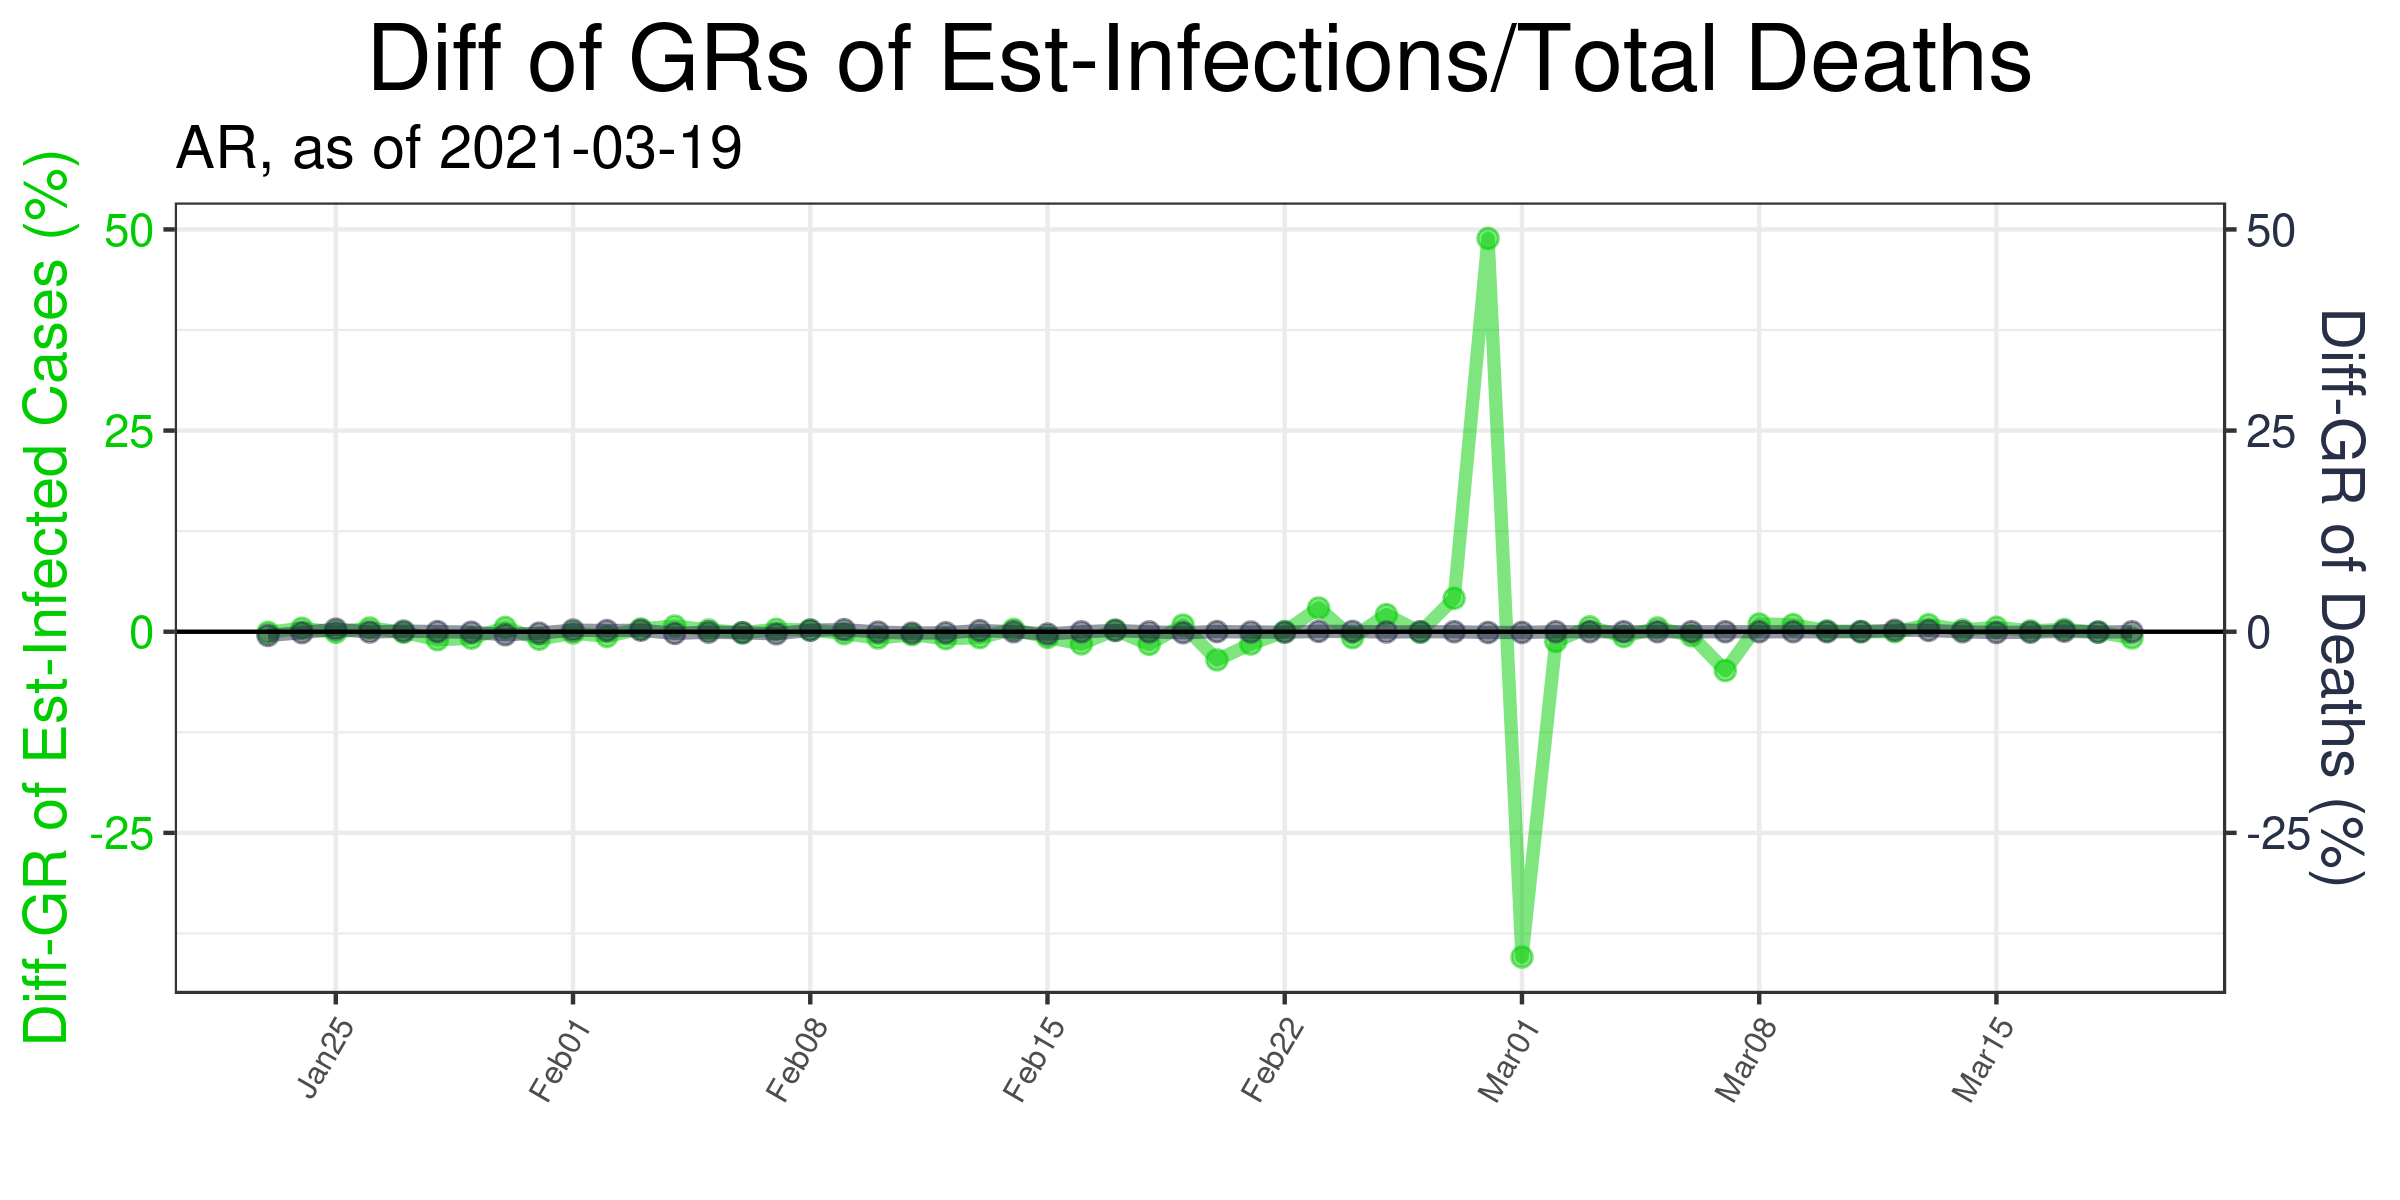 Diff of GRs of Est-Infections/Total Deaths
AR, as of 2021-03-19
Diff-GR of Est-Infected Cases (%)
50
25
0
-25
50
25
0
-25
Diff-GR of Deaths (%)
Jan25
Feb01
Feb08
Feb15
Feb22
Mar01
Mar08
Mar15